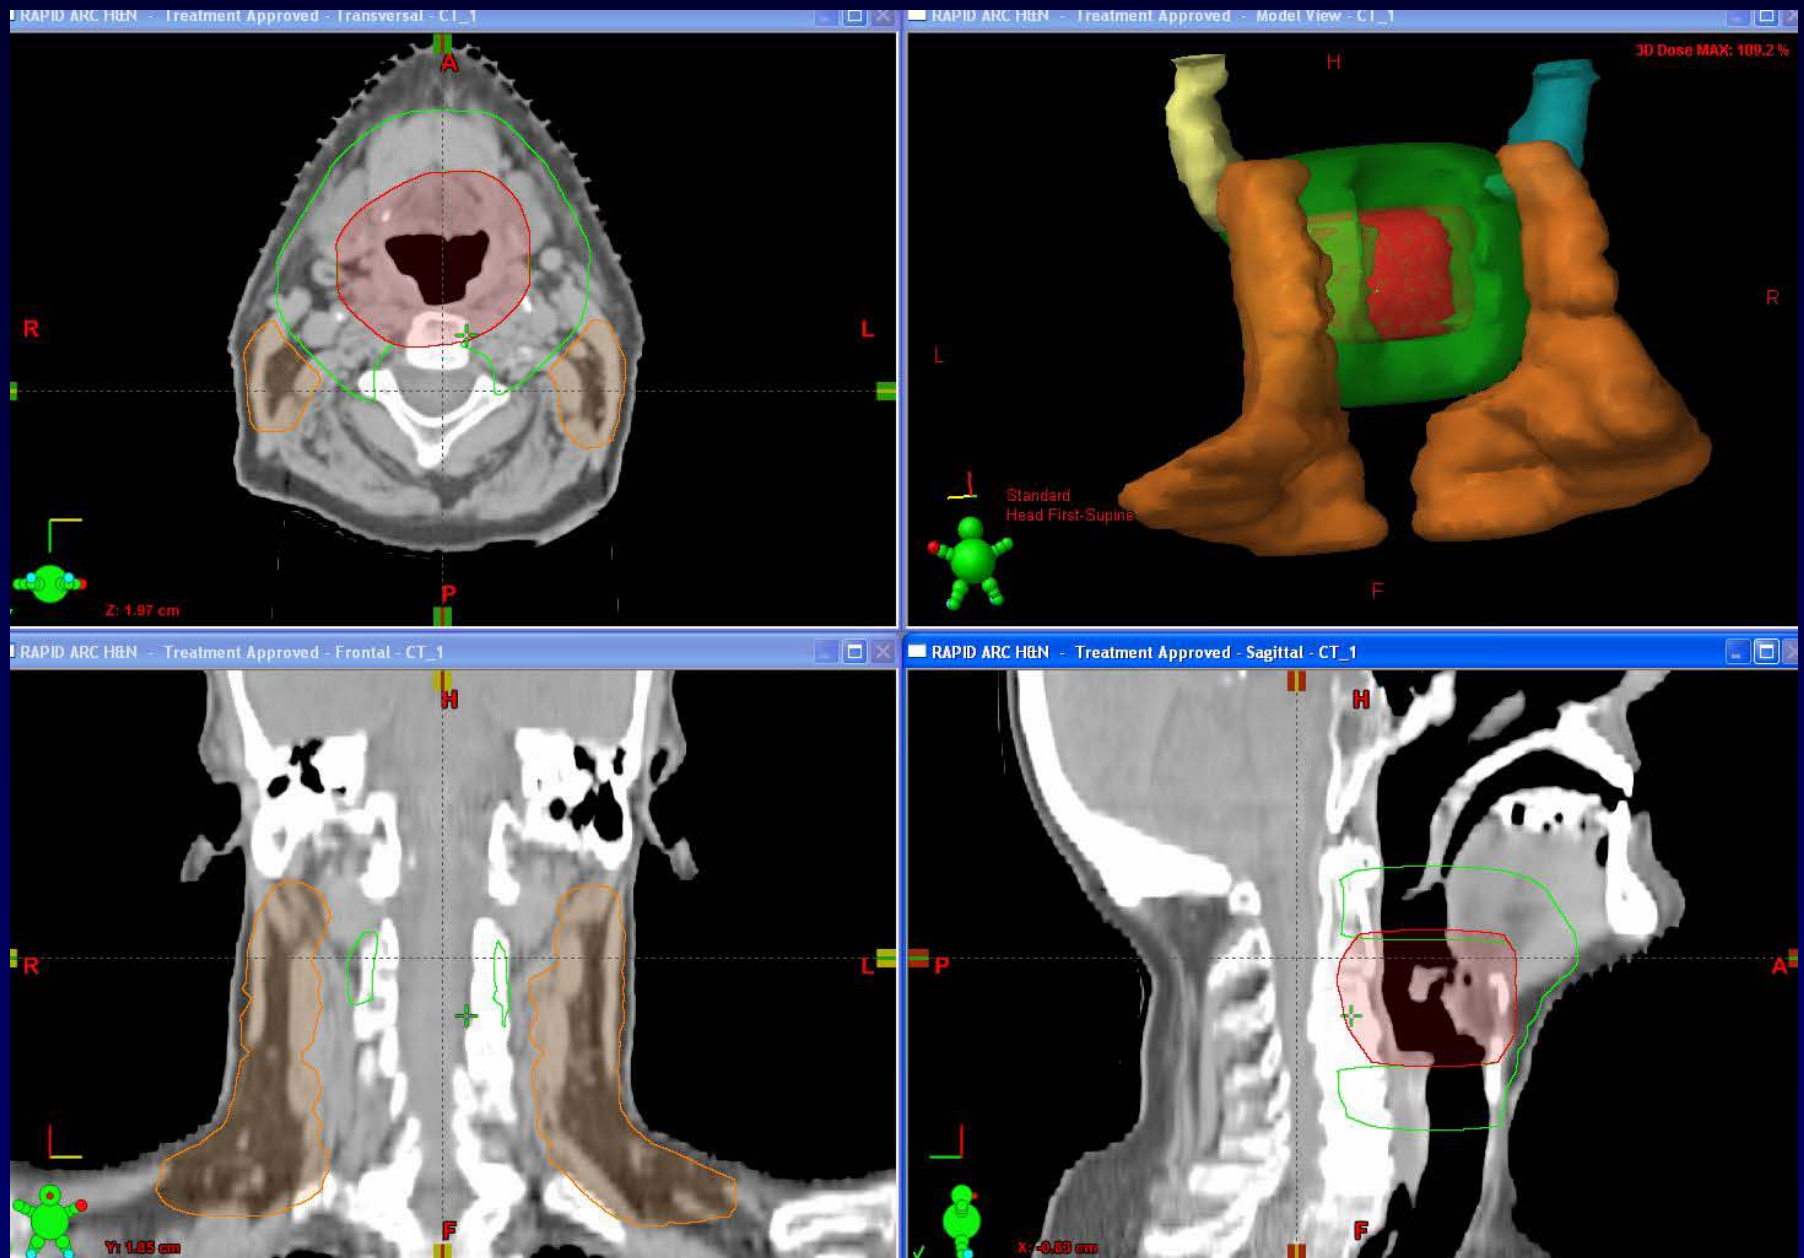 RAPID ARC H&N - Treatment Approved - Transversal - CT_1
A
R
L
P
Z: 1.97 cm
RAPID ARC H&N - Treatment Approved - Model View - CT_1
3D Dose MAX: 109.2 %
H
R
L
Standard
Head First-Supine
F
RAPID ARC H&N - Treatment Approved - Frontal - CT_1
H
R
L
F
Y: 1.85 cm
RAPID ARC H&N - Treatment Approved - Sagittal - CT_1
H
P
A
F
X: -0.83 cm